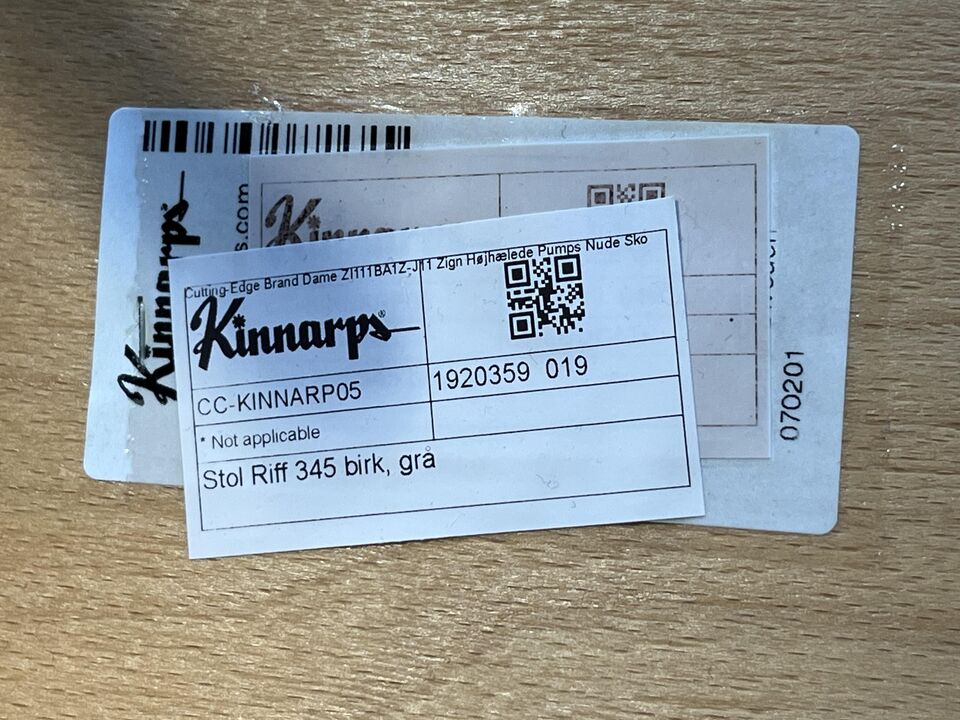 Cutting-Edge Brand Dame ZI111BA1Z-J11 Zign Højhælede Pumps Nude Sko
Kinnarps®
CC-KINNARP05
1920359 019
* Not applicable
Stol Riff 345 birk, grå
Kinnarps
s.com
070201